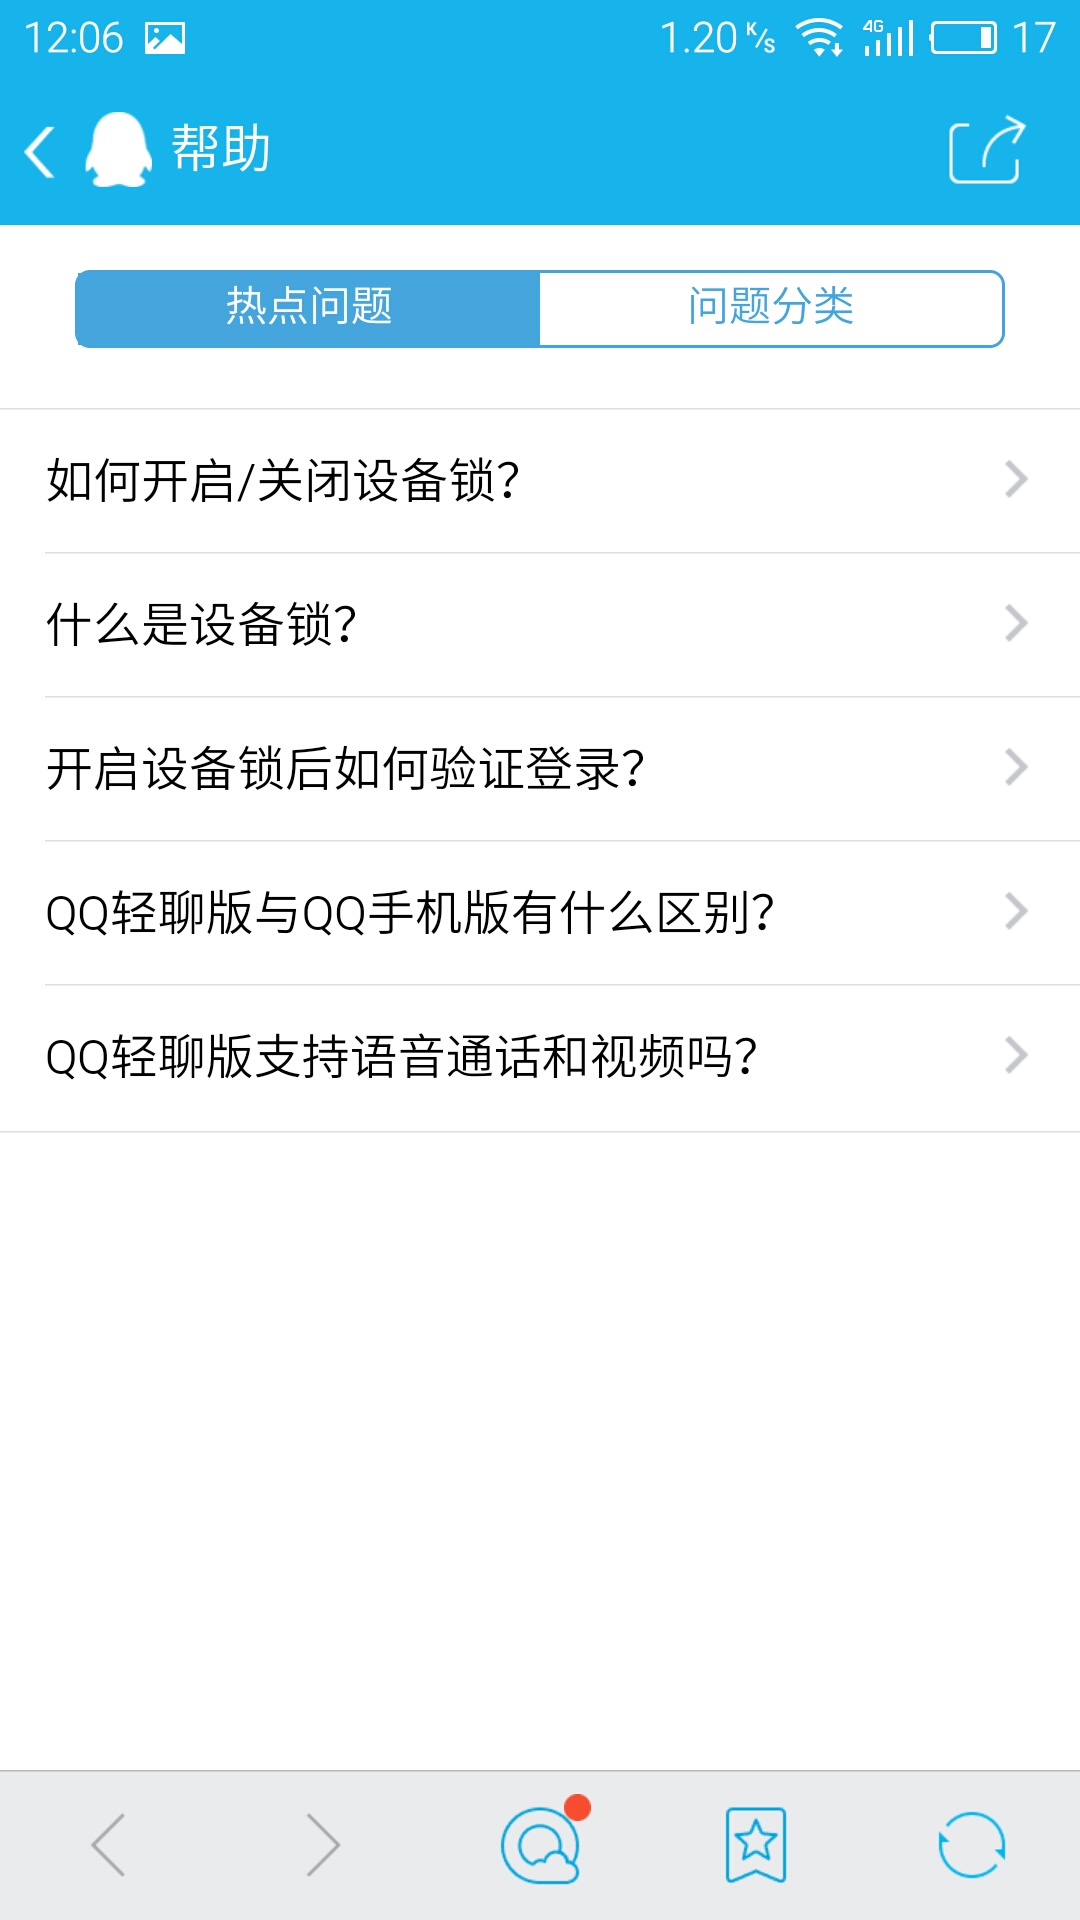 12:06 1.20 K/s 4G 17
帮助
热点问题 问题分类
如何开启/关闭设备锁？
什么是设备锁？
开启设备锁后如何验证登录？
QQ轻聊版与QQ手机版有什么区别？
QQ轻聊版支持语音通话和视频吗？